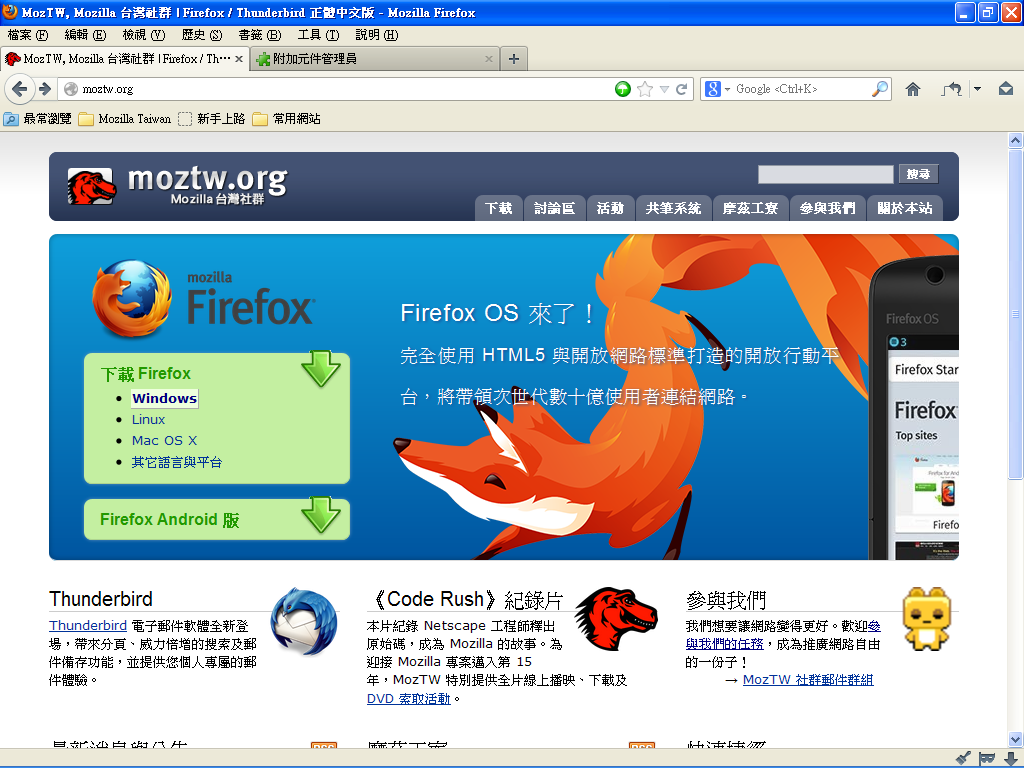 MozTW, Mozilla 台灣社群 | Firefox / Thunderbird 正體中文版 - Mozilla Firefox
檔案 (F) 編輯 (E) 檢視 (V) 歷史 (S) 書籤 (B) 工具 (T) 說明 (H)
MozTW, Mozilla 台灣社群 | Firefox / Th⋯ 附加元件管理員
moztw.org Google <Ctrl+K>
最常瀏覽 Mozilla Taiwan 新手上路 常用網站
moztw.org
Mozilla 台灣社群
搜尋
下載 討論區 活動 共筆系統 摩茲工寮 參與我們 關於本站
mozilla
Firefox
下載 Firefox
Windows
Linux
Mac OS X
其它語言與平台
Firefox Android 版
Firefox OS 來了！
完全使用 HTML5 與開放網路標準打造的開放行動平
台，將帶領次世代數十億使用者連結網路。
Firefox OS
3
Firefox Star
Firefox
Top sites
Firefo
Thunderbird
Thunderbird 電子郵件軟體全新登
場，帶來分頁、威力倍增的搜索及郵
件備存功能，並提供您個人專屬的郵
件體驗。
《Code Rush》紀錄片
本片紀錄 Netscape 工程師釋出
原始碼，成為 Mozilla 的故事。為
迎接 Mozilla 專案邁入第 15
年，MozTW 特別提供全片線上播映、下載及
DVD 索取活動。
參與我們
我們想要讓網路變得更好。歡迎參
與我們的任務，成為推廣網路自由
的一份子！
→ MozTW 社群郵件群組